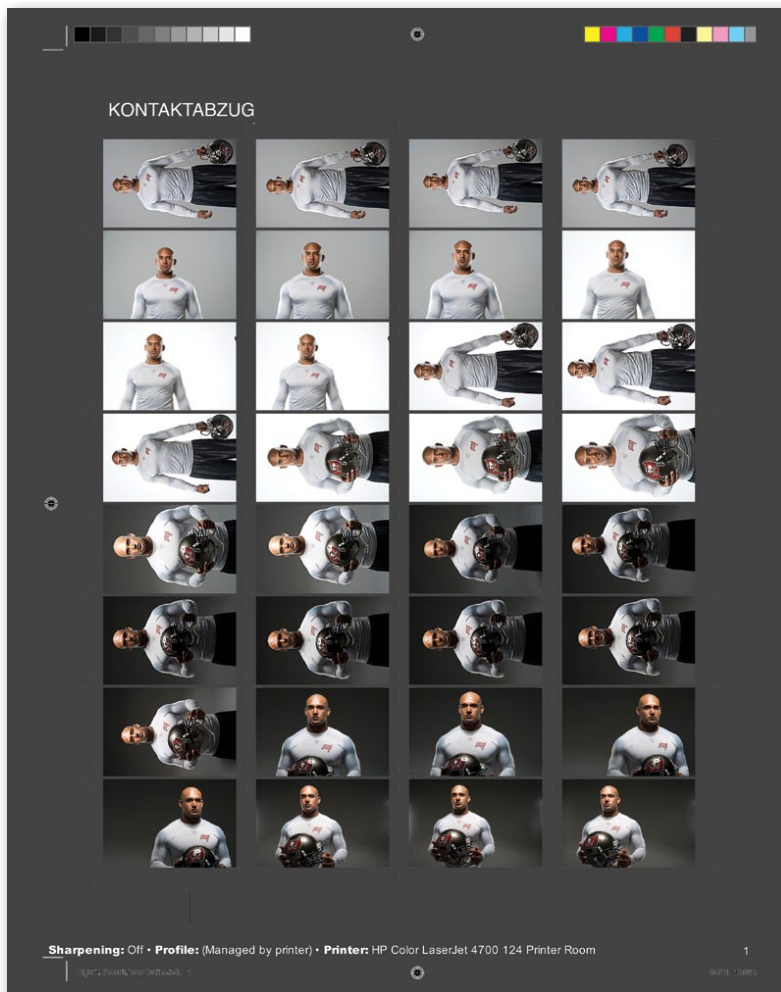 KONTAKTABZUG
Sharpening: Off • Profile: (Managed by printer) • Printer: HP Color LaserJet 4700 124 Printer Room
1